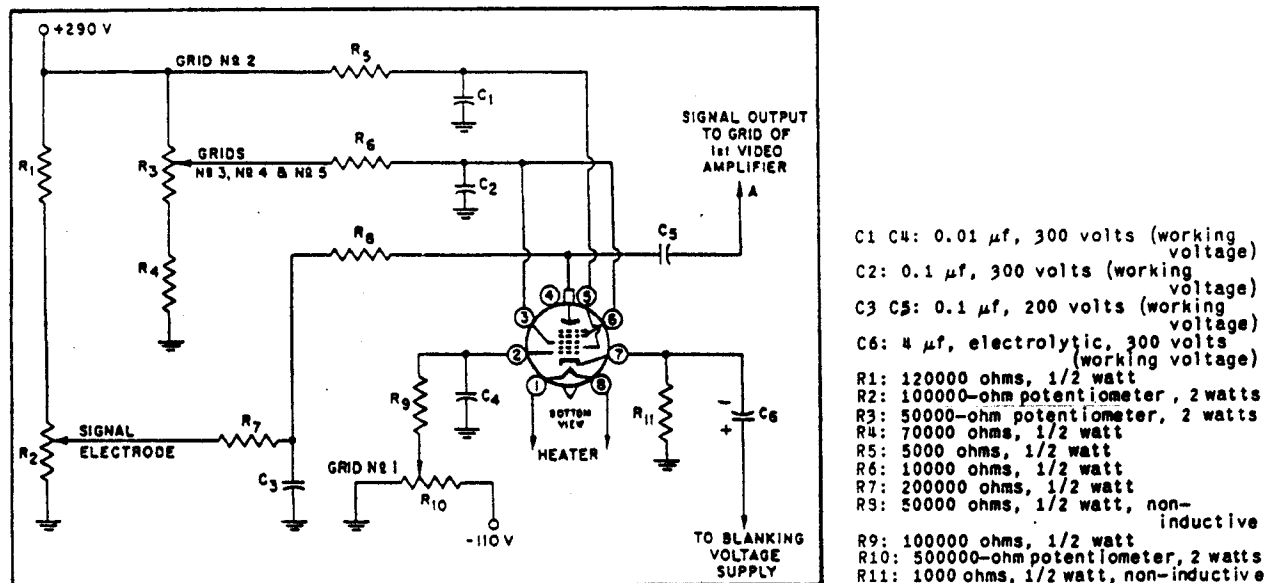 +290 V
GRID Nº 2
R5
C1
SIGNAL OUTPUT
TO GRID OF
1st VIDEO
AMPLIFIER
R1
R3
GRIDS
Nº 3, Nº 4 & Nº 5
R6
C2
A
R4
R8
C5
4
5
3
6
2
7
1
8
R9
C4
BOTTOM
VIEW
R11
C6
−
+
SIGNAL
ELECTRODE
R2
R7
HEATER
GRID Nº 1
C3
R10
-110 V
TO BLANKING
VOLTAGE
SUPPLY
C1 C4: 0.01 µf, 300 volts (working
voltage)
C2: 0.1 µf, 300 volts (working
voltage)
C3 C5: 0.1 µf, 200 volts (working
voltage)
C6: 4 µf, electrolytic, 300 volts
(working voltage)
R1: 120000 ohms, 1/2 watt
R2: 100000-ohm potentiometer, 2 watts
R3: 50000-ohm potentiometer, 2 watts
R4: 70000 ohms, 1/2 watt
R5: 5000 ohms, 1/2 watt
R6: 10000 ohms, 1/2 watt
R7: 200000 ohms, 1/2 watt
R8: 50000 ohms, 1/2 watt, non-
inductive
R9: 100000 ohms, 1/2 watt
R10: 500000-ohm potentiometer, 2 watts
R11: 1000 ohms, 1/2 watt, non-inductive